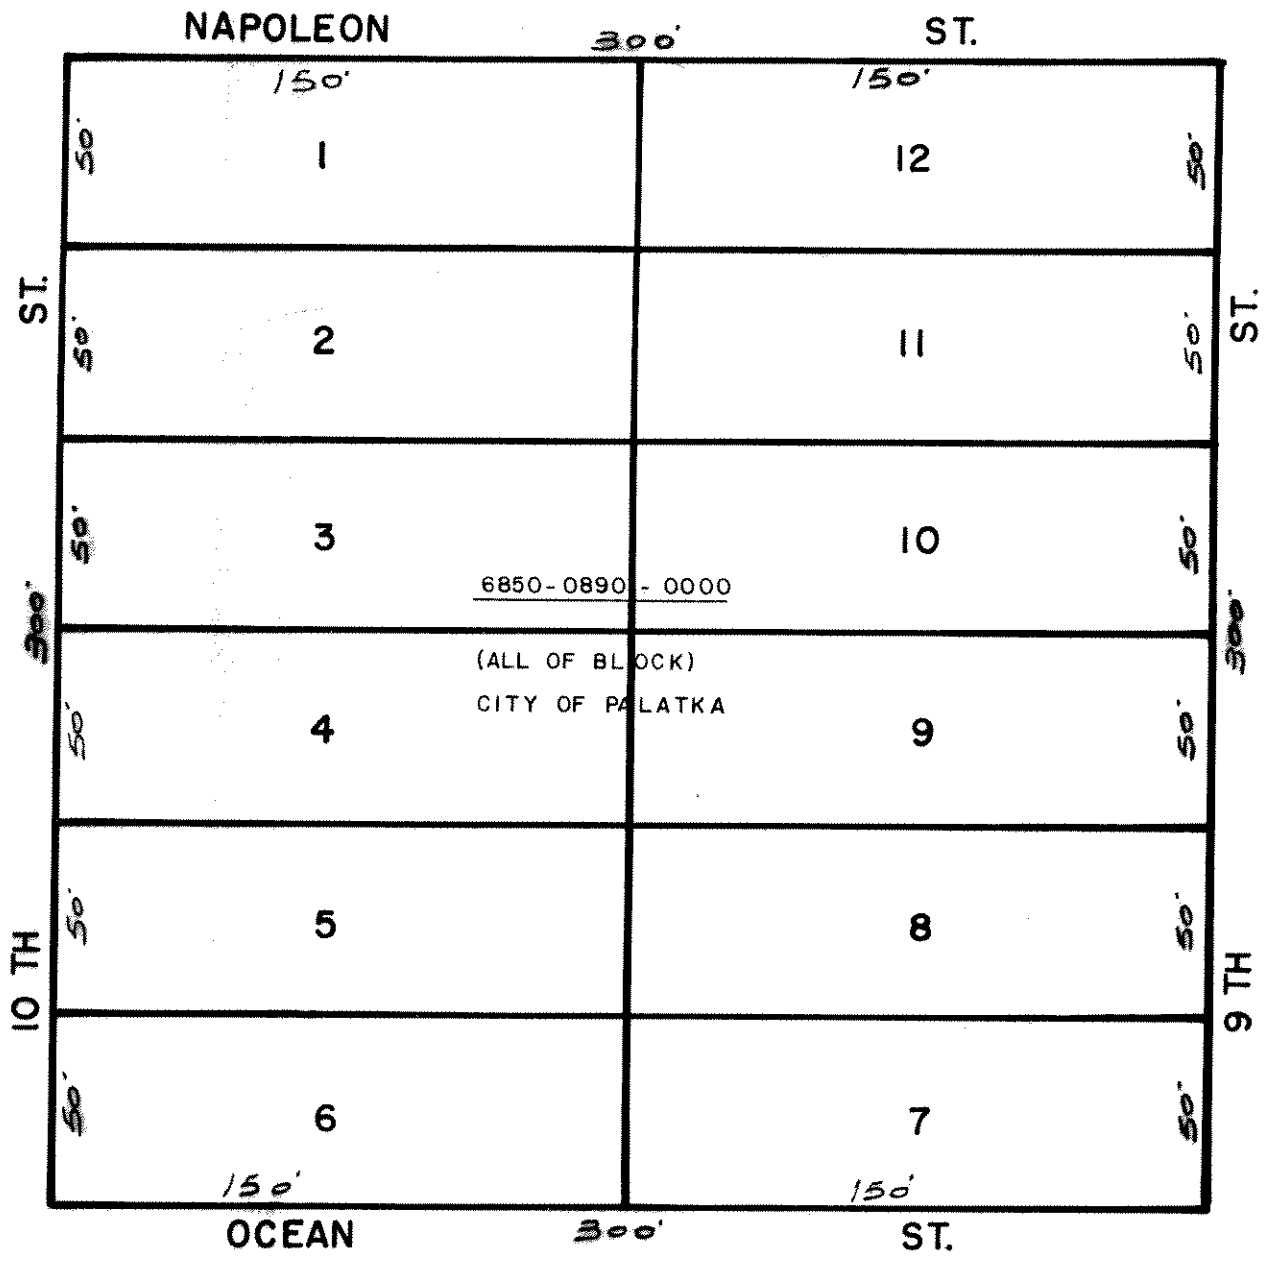 NAPOLEON 300' ST.
150' 150'
50' 1 12 50'
ST. ST.
50' 2 11 50'
50' 3 10 50'
6850-0890-0000
300' 300'
(ALL OF BLOCK)
CITY OF PALATKA
50' 4 9 50'
50' 5 8 50'
10 TH 9 TH
50' 6 7 50'
150' 150'
OCEAN 300' ST.